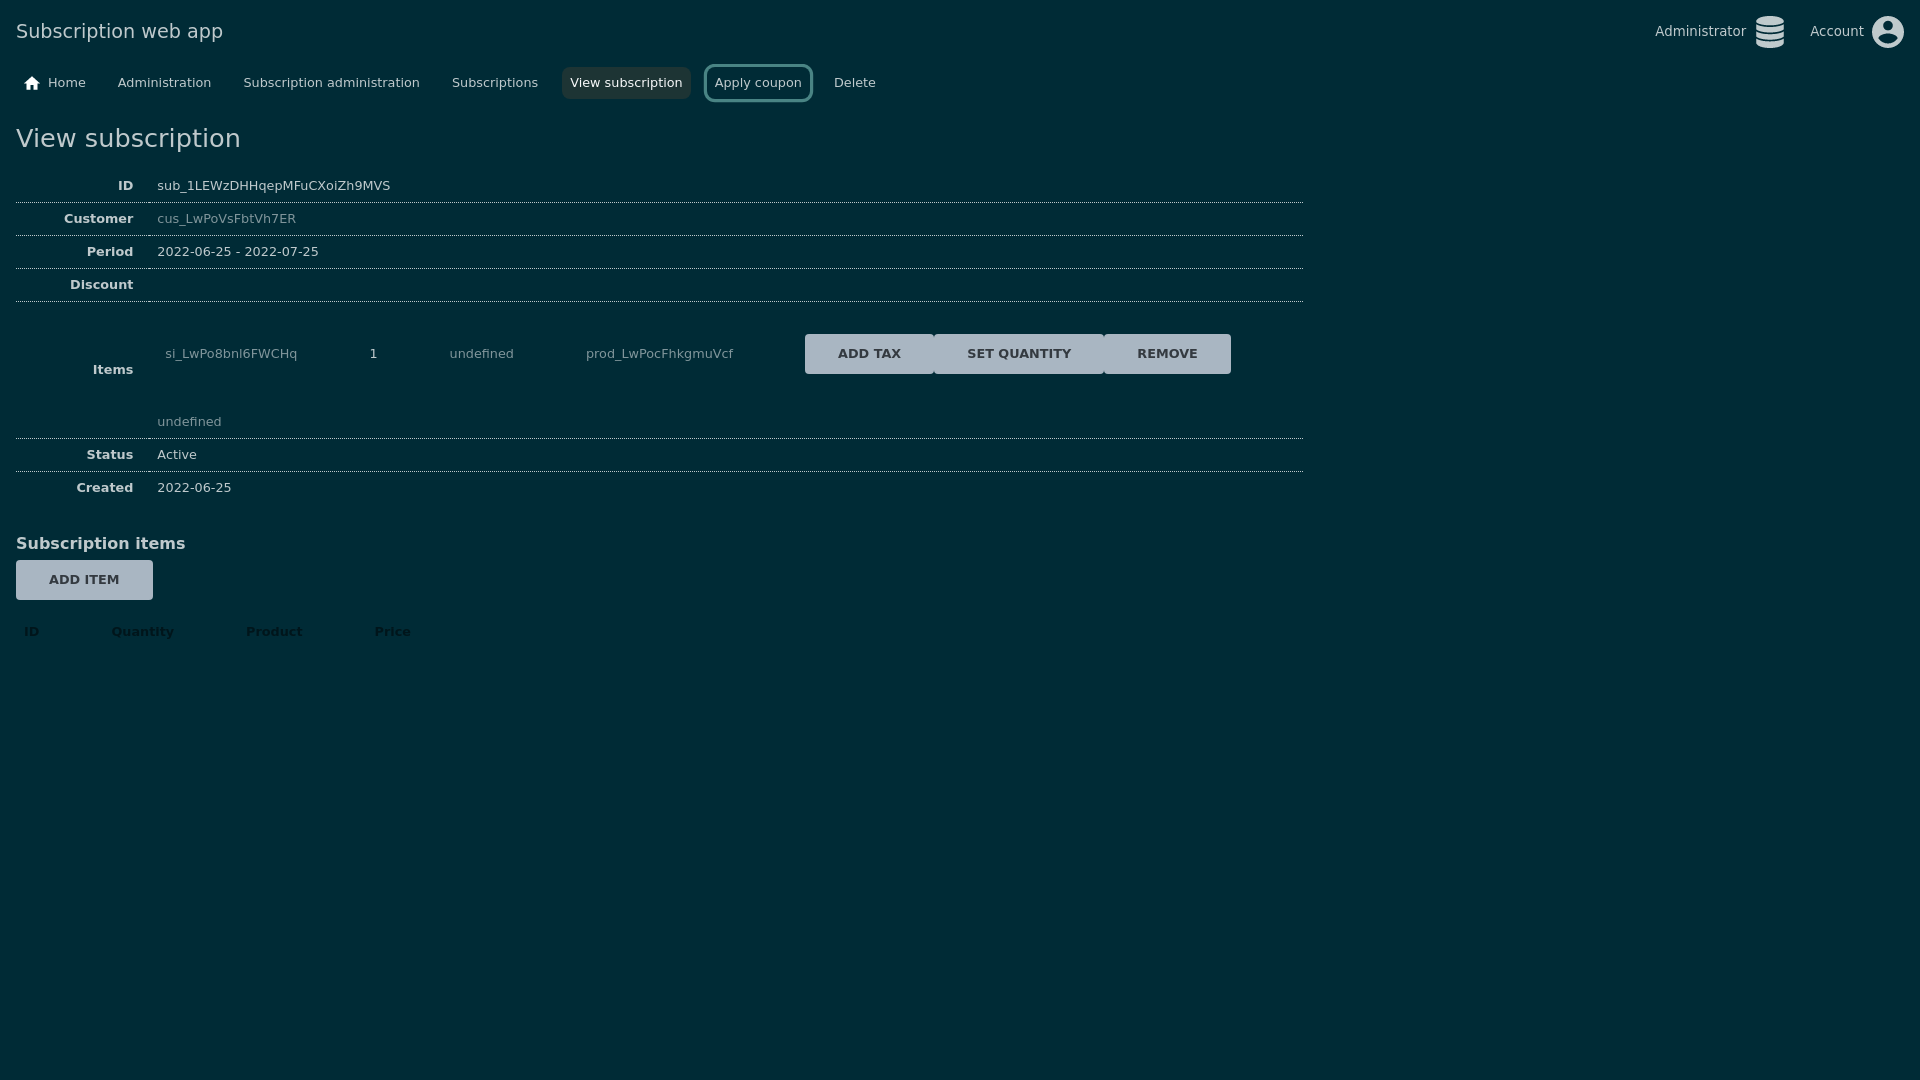 Subscription web app
Administrator
Account
Home
Administration
Subscription administration
Subscriptions
View subscription
Apply coupon
Delete
View subscription
ID sub_1LEWzDHHqepMFuCXoiZh9MVS
Customer cus_LwPoVsFbtVh7ER
Period 2022-06-25 - 2022-07-25
Discount
Items si_LwPo8bnl6FWCHq 1 undefined prod_LwPocFhkgmuVcf ADD TAX SET QUANTITY REMOVE
undefined
Status Active
Created 2022-06-25
Subscription items
ADD ITEM
ID Quantity Product Price